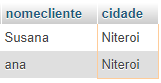 nomecliente cidade
Susana Niteroi
ana Niteroi